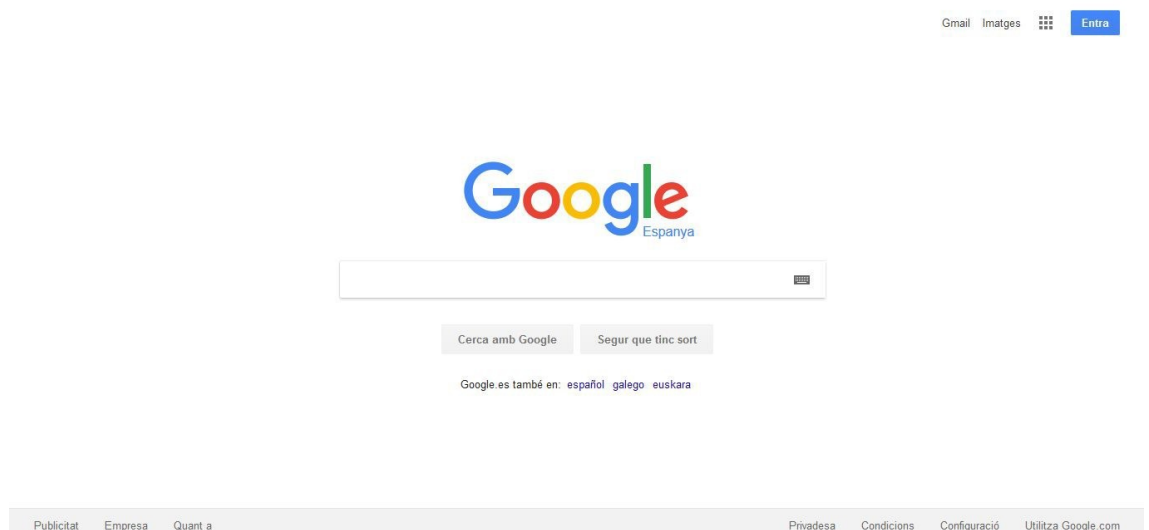 Gmail Imatges Entra
Google
Espanya
Cerca amb Google Segur que tinc sort
Google.es també en: español galego euskara
Publicitat Empresa Quant a Privadesa Condicions Configuració Utilitza Google.com